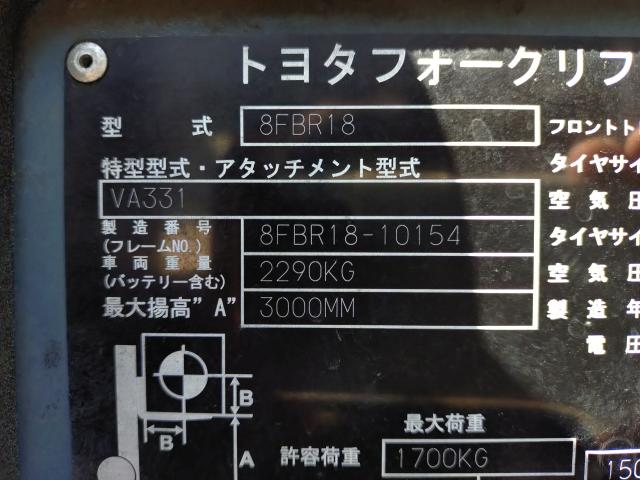 トヨタフォークリフ
型 式 8FBR18
特型型式・アタッチメント型式
VA331
製造番号
(フレームNO.) 8FBR18-10154
車両重量
(バッテリー含む) 2290KG
最大揚高"A" 3000MM
フロントト
タイヤサイ
空 気 圧
タイヤサイ
空 気 圧
製 造 年
電 圧
B
B
A
最大荷重
許容荷重 1700KG
150